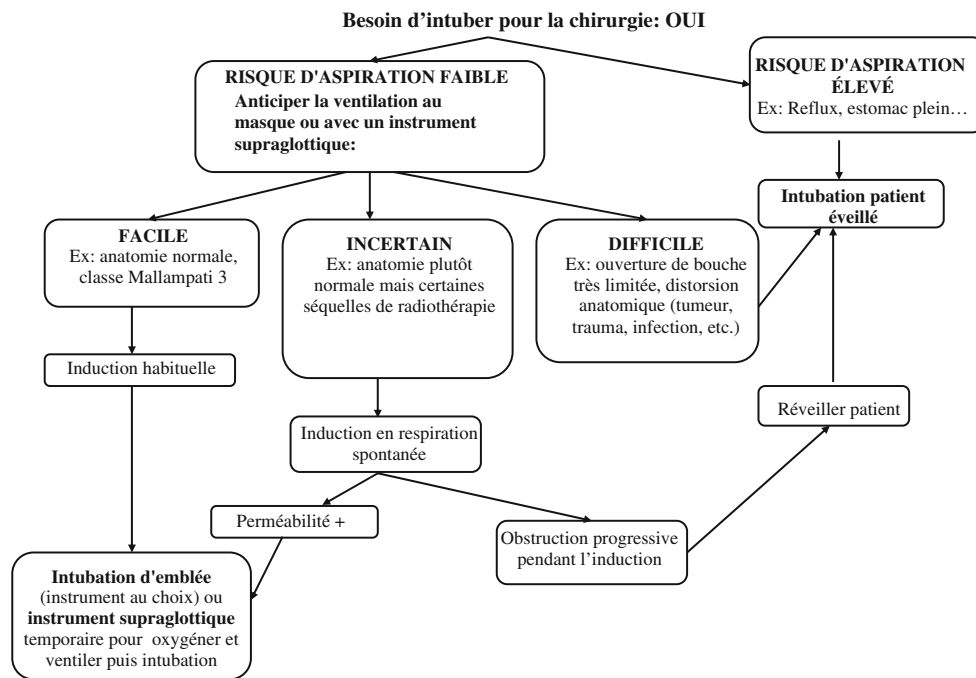 Besoin d'intuber pour la chirurgie: OUI
RISQUE D'ASPIRATION FAIBLE
Anticiper la ventilation au
masque ou avec un instrument
supraglottique:
RISQUE D'ASPIRATION
ÉLEVÉ
Ex: Reflux, estomac plein…
Intubation patient
éveillé
FACILE
Ex: anatomie normale,
classe Mallampati 3
INCERTAIN
Ex: anatomie plutôt
normale mais certaines
séquelles de radiothérapie
DIFFICILE
Ex: ouverture de bouche
très limitée, distorsion
anatomique (tumeur,
trauma, infection, etc.)
Induction habituelle
Réveiller patient
Induction en respiration
spontanée
Perméabilité +
Obstruction progressive
pendant l'induction
Intubation d'emblée
(instrument au choix) ou
instrument supraglottique
temporaire pour oxygéner et
ventiler puis intubation